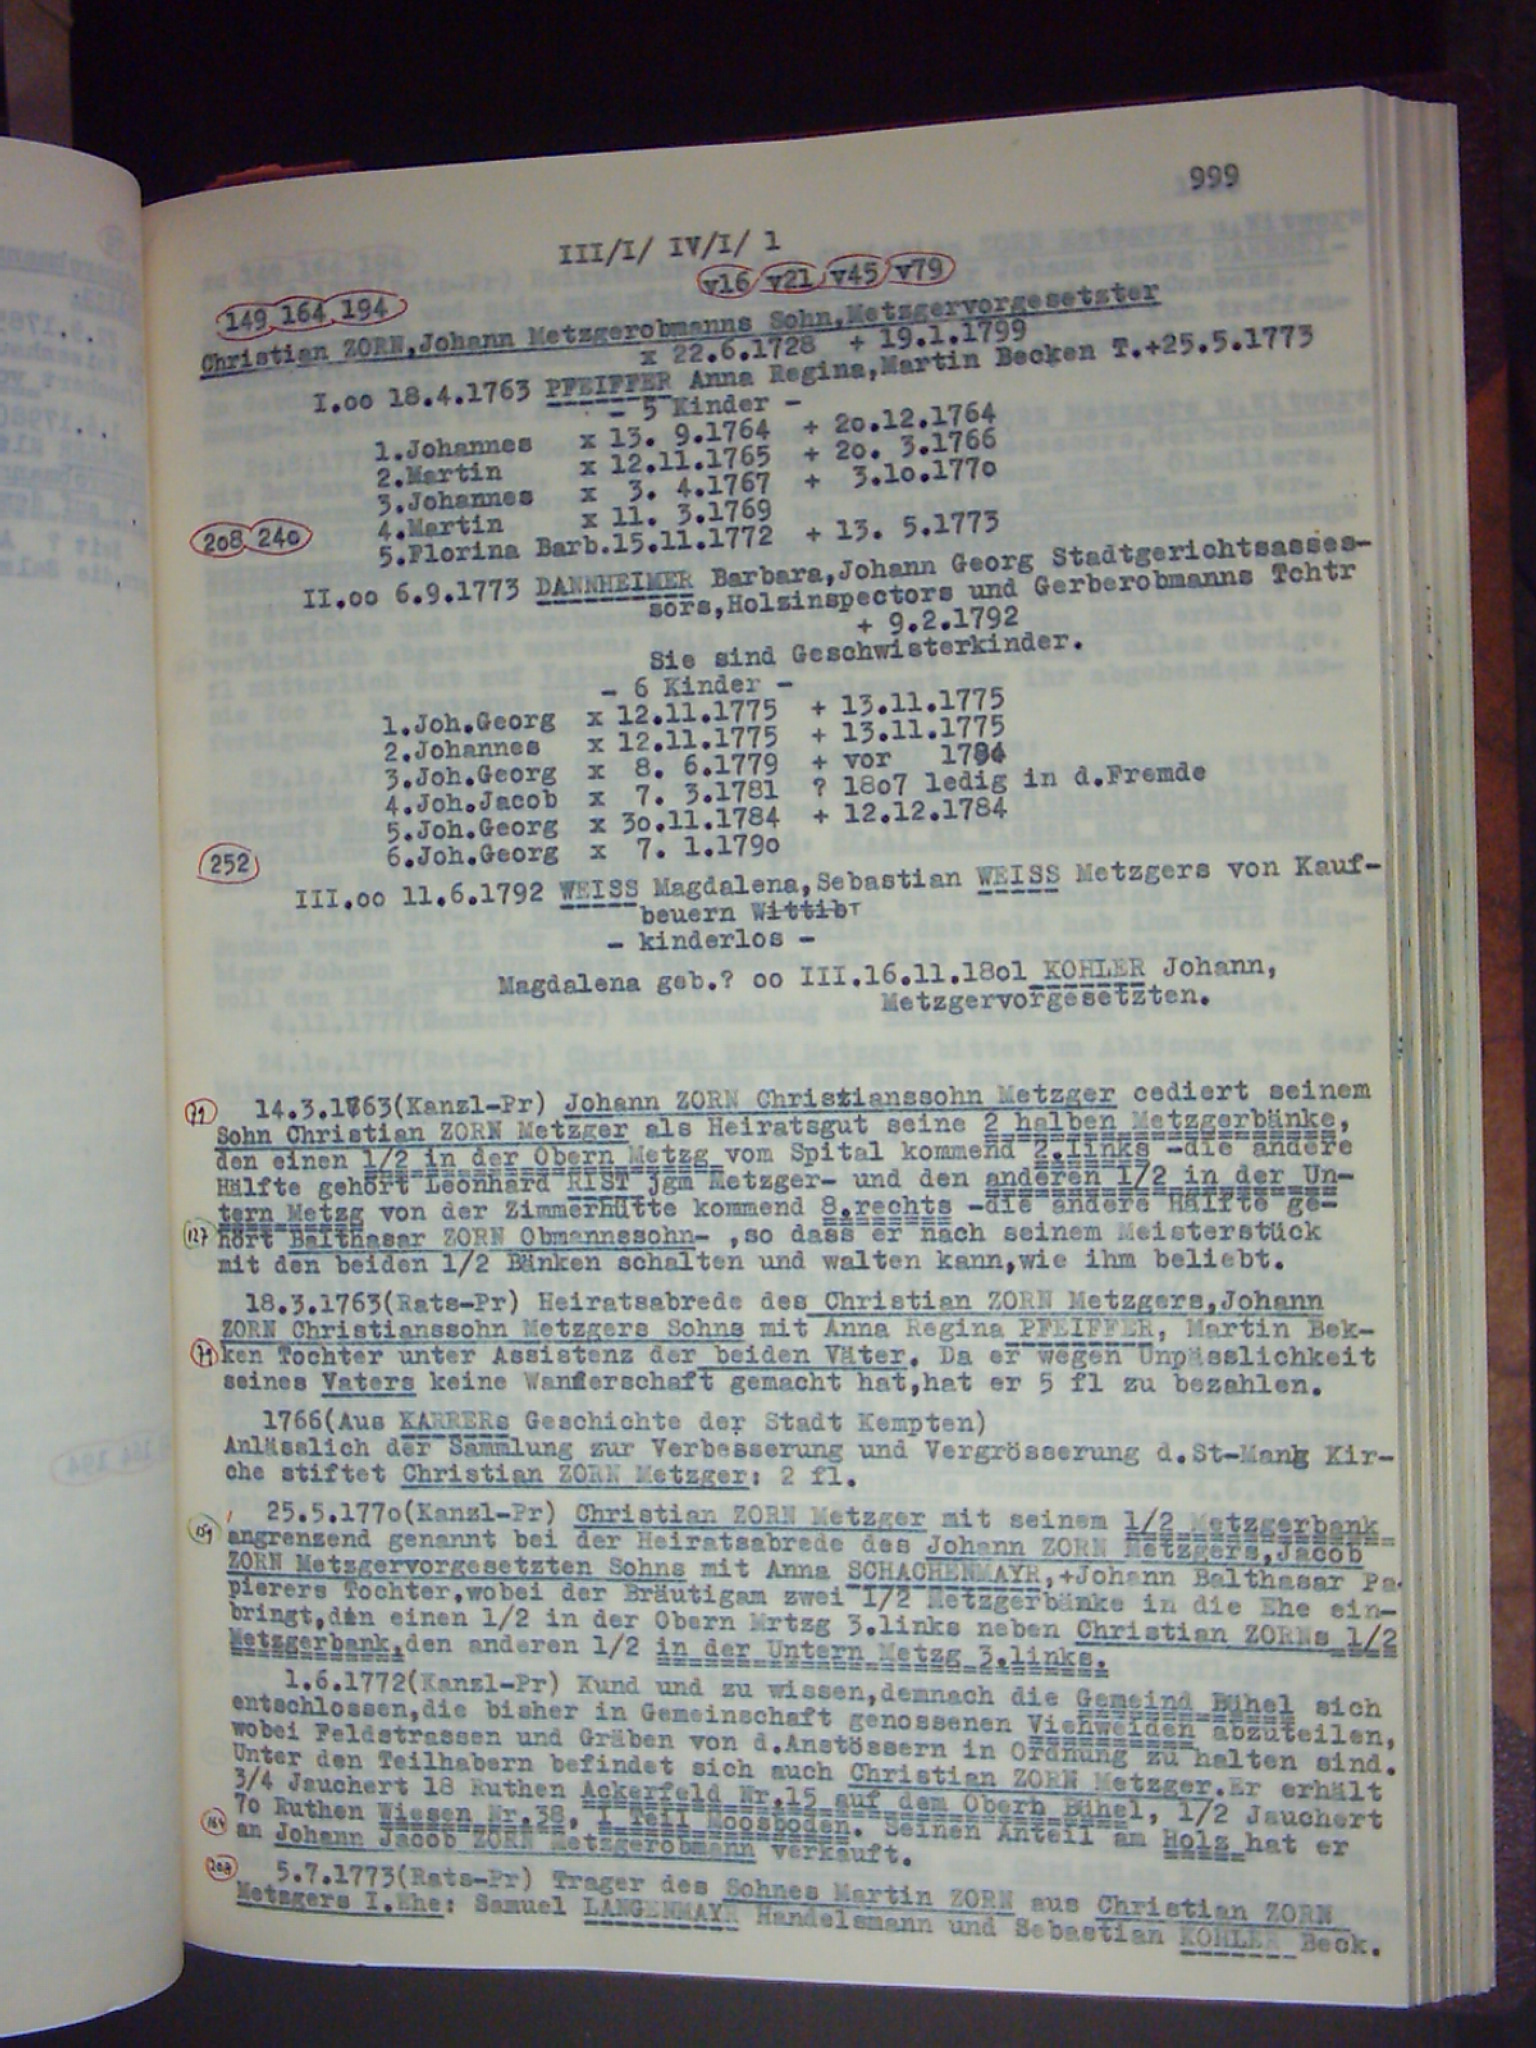 999
III/I/ IV/I/ 1
v16 v21 v45 v79
149 164 194
Christian ZORN,Johann Metzgerobmanns Sohn,Metzgervorgesetzter
x 22.6.1728 + 19.1.1799
I.oo 18.4.1763 PFEIFFER Anna Regina,Martin Becken T.+25.5.1773
- 5 Kinder -
1.Johannes x 13. 9.1764 + 2o.12.1764
2.Martin x 12.11.1765 + 2o. 3.1766
3.Johannes x 3. 4.1767 + 3.1o.177o
4.Martin x 11. 3.1769
2o8 24o
5.Florina Barb.15.11.1772 + 13. 5.1773
II.oo 6.9.1773 DANNHEIMER Barbara,Johann Georg Stadtgerichtsasses-
sors,Holzinspectors und Gerberobmanns Tchtr
+ 9.2.1792
Sie sind Geschwisterkinder.
- 6 Kinder -
1.Joh.Georg x 12.11.1775 + 13.11.1775
2.Johannes x 12.11.1775 + 13.11.1775
3.Joh.Georg x 8. 6.1779 + vor 1784
4.Joh.Jacob x 7. 3.1781 ? 18o7 ledig in d.Fremde
5.Joh.Georg x 3o.11.1784 + 12.12.1784
6.Joh.Georg x 7. 1.179o
252
III.oo 11.6.1792 WEISS Magdalena,Sebastian WEISS Metzgers von Kauf-
beuern Wittib T
- kinderlos -
Magdalena geb.? oo III.16.11.18o1 KOHLER Johann,
Metzgervorgesetzten.
71 14.3.1763(Kanzl-Pr) Johann ZORN Christianssohn Metzger cediert seinem
Sohn Christian ZORN Metzger als Heiratsgut seine 2 halben Metzgerbänke,
den einen 1/2 in der Obern Metzg vom Spital kommend 2.links -die andere
Hälfte gehört Leonhard RIST jgm Metzger- und den anderen 1/2 in der Un-
tern Metzg von der Zimmerhütte kommend 8.rechts -die andere Hälfte ge-
127 hört Balthasar ZORN Obmannssohn- ,so dass er nach seinem Meisterstück
mit den beiden 1/2 Bänken schalten und walten kann,wie ihm beliebt.
18.3.1763(Rats-Pr) Heiratsabrede des Christian ZORN Metzgers,Johann
ZORN Christianssohn Metzgers Sohns mit Anna Regina PFEIFFER, Martin Bek-
71 ken Tochter unter Assistenz der beiden Väter. Da er wegen Unpässlichkeit
seines Vaters keine Wanderschaft gemacht hat,hat er 5 fl zu bezahlen.
1766(Aus KARRERs Geschichte der Stadt Kempten)
Anlässlich der Sammlung zur Verbesserung und Vergrösserung d.St-Mang Kir-
che stiftet Christian ZORN Metzger: 2 fl.
25.5.177o(Kanzl-Pr) Christian ZORN Metzger mit seinem 1/2 Metzgerbank
159 angrenzend genannt bei der Heiratsabrede des Johann ZORN Metzgers,Jacob
ZORN Metzgervorgesetzten Sohns mit Anna SCHACHENMAYR,+Johann Balthasar Pa-
pierers Tochter,wobei der Bräutigam zwei 1/2 Metzgerbänke in die Ehe ein-
bringt,den einen 1/2 in der Obern Mrtzg 3.links neben Christian ZORNs 1/2
Metzgerbank,den anderen 1/2 in der Untern Metzg 3.links.
1.6.1772(Kanzl-Pr) Kund und zu wissen,demnach die Gemeind Bühel sich
entschlossen,die bisher in Gemeinschaft genossenen Viehweiden abzuteilen,
wobei Feldstrassen und Gräben von d.Anstössern in Ordnung zu halten sind.
Unter den Teilhabern befindet sich auch Christian ZORN Metzger.Er erhält
3/4 Jauchert 18 Ruthen Ackerfeld Nr.15 auf dem Oberh Bühel, 1/2 Jauchert
7o Ruthen Wiesen Nr.38, 1 Teil Moosboden. Seinen Anteil am Holz hat er
164 an Johann Jacob ZORN Metzgerobmann verkauft.
208 5.7.1773(Rats-Pr) Trager des Sohnes Martin ZORN aus Christian ZORN
Metzgers I.Ehe: Samuel LANGENMAYR Handelsmann und Sebastian KOHLER Beck.